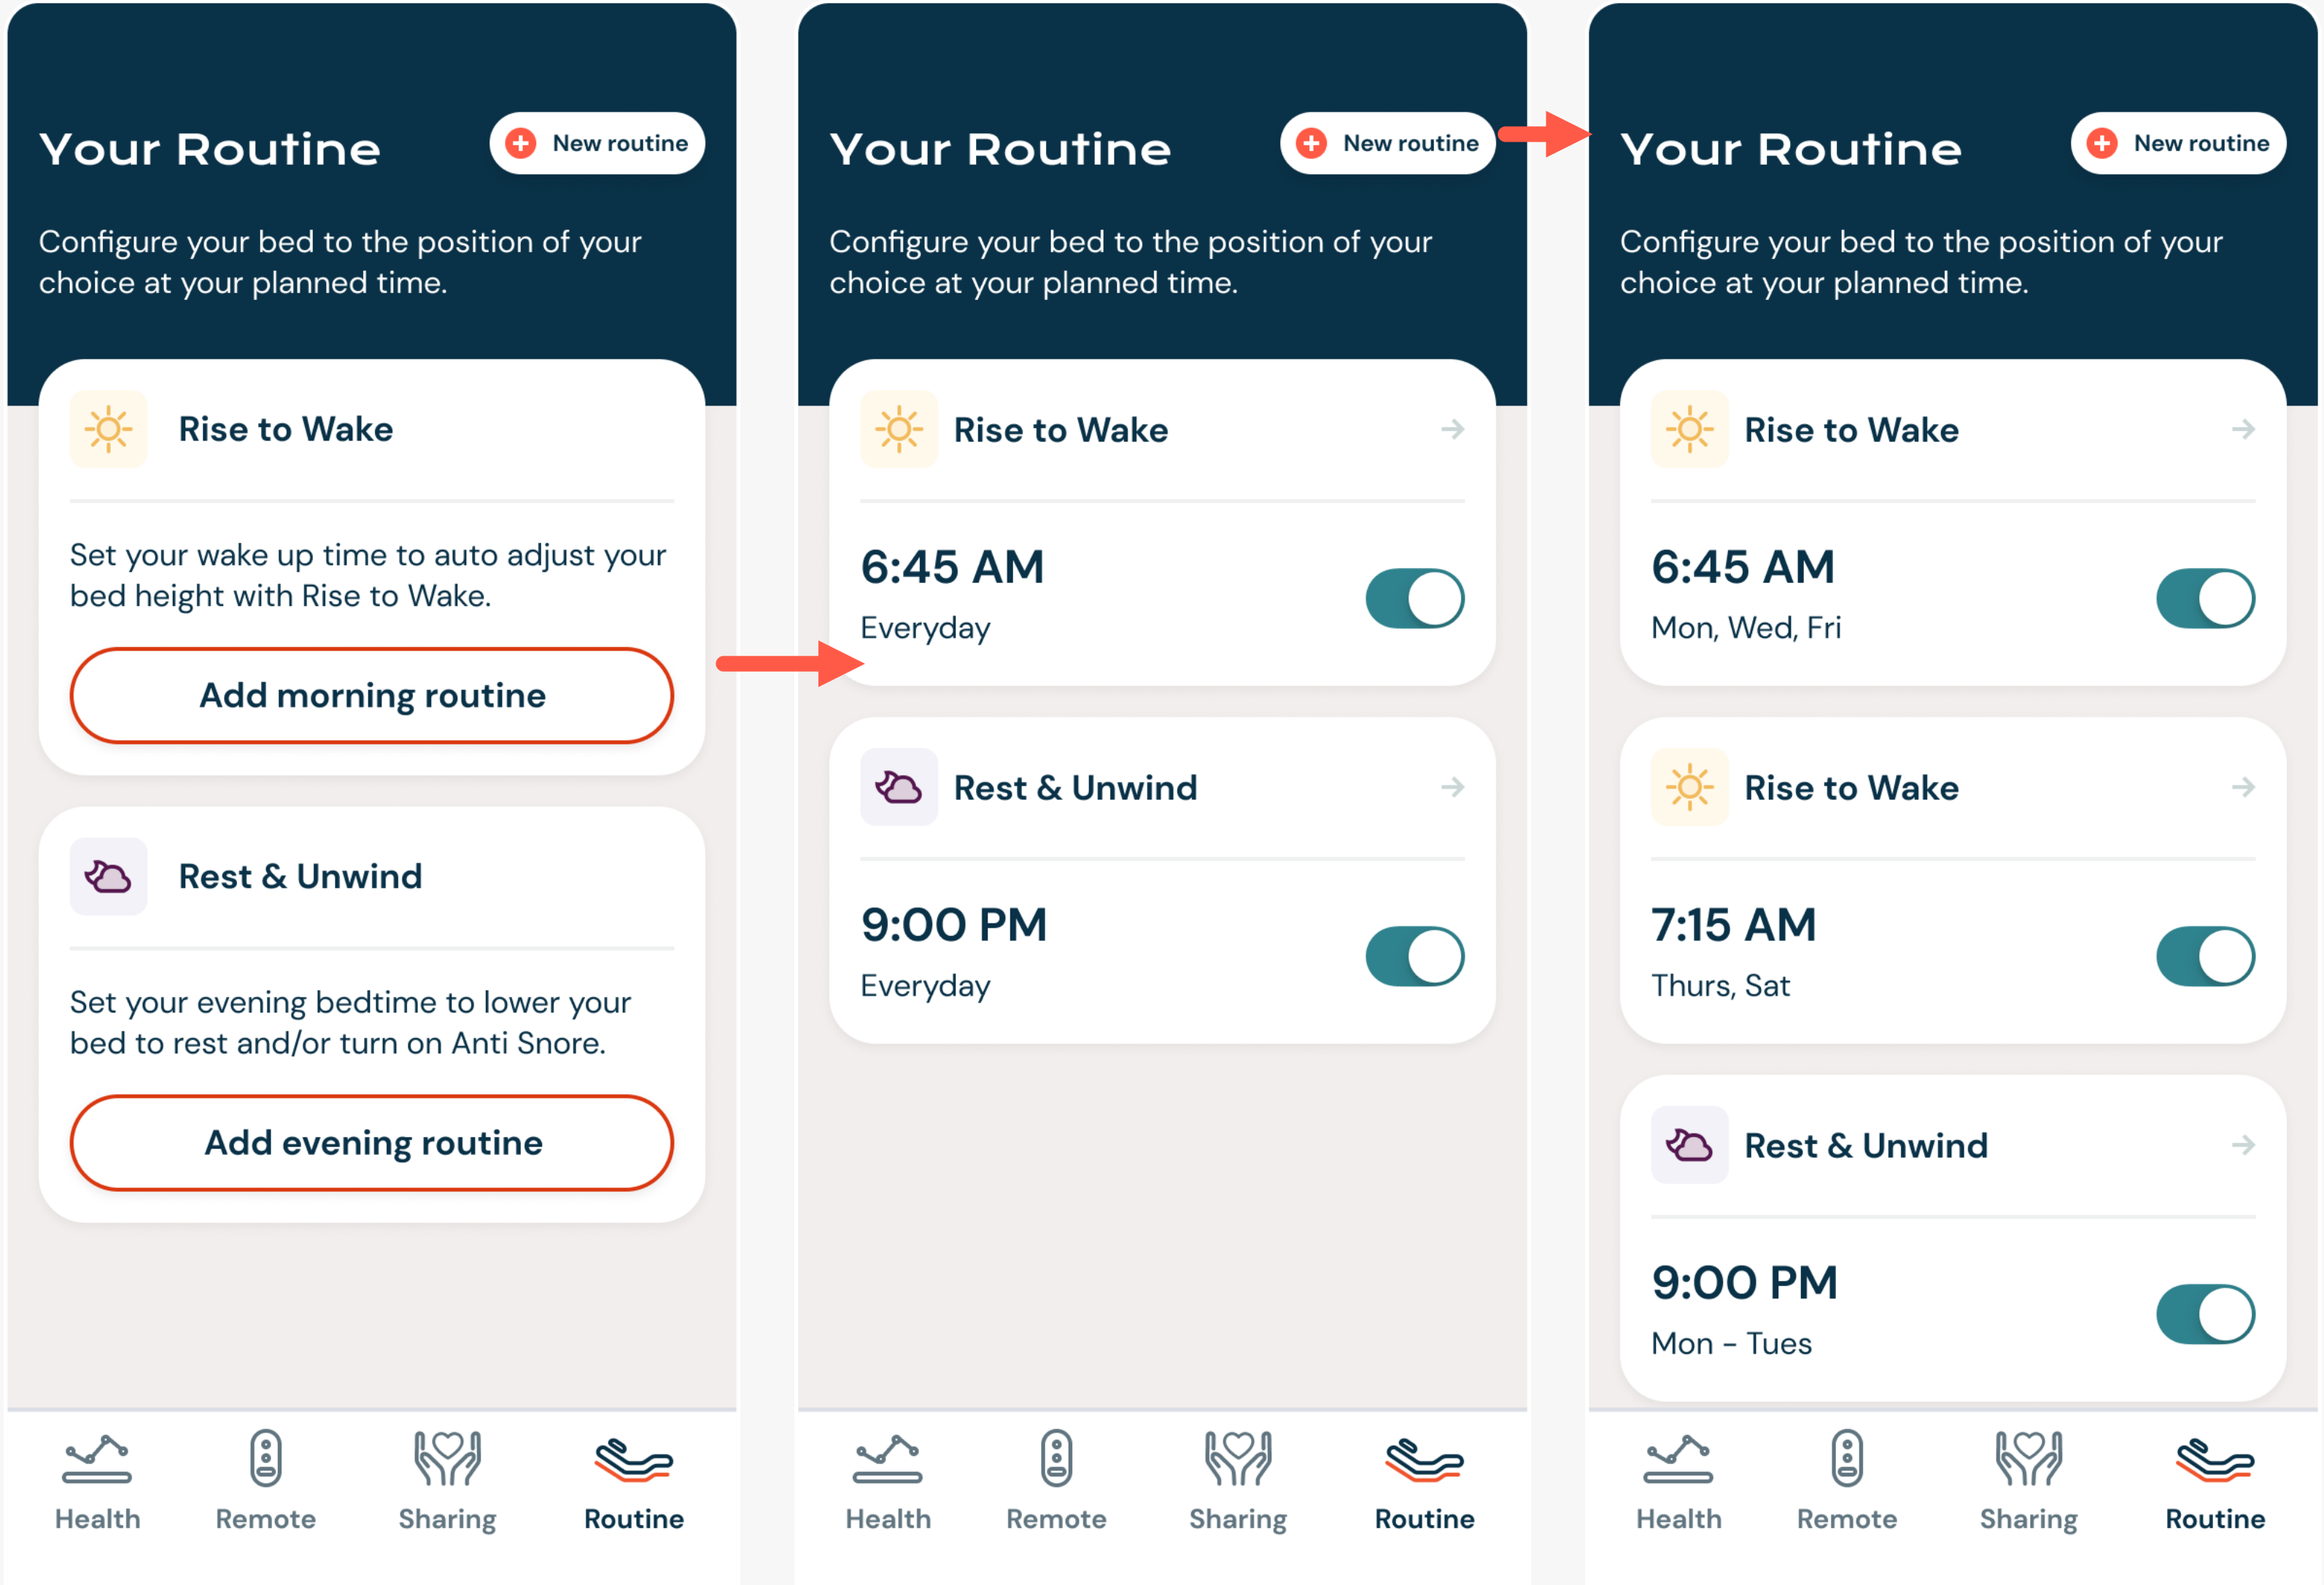 Your Routine
New routine
Configure your bed to the position of your
choice at your planned time.
Rise to Wake
Set your wake up time to auto adjust your
bed height with Rise to Wake.
Add morning routine
Rest & Unwind
Set your evening bedtime to lower your
bed to rest and/or turn on Anti Snore.
Add evening routine
Health
Remote
Sharing
Routine
Your Routine
New routine
Configure your bed to the position of your
choice at your planned time.
Rise to Wake
6:45 AM
Everyday
Rest & Unwind
9:00 PM
Everyday
Health
Remote
Sharing
Routine
Your Routine
New routine
Configure your bed to the position of your
choice at your planned time.
Rise to Wake
6:45 AM
Mon, Wed, Fri
Rise to Wake
7:15 AM
Thurs, Sat
Rest & Unwind
9:00 PM
Mon - Tues
Health
Remote
Sharing
Routine